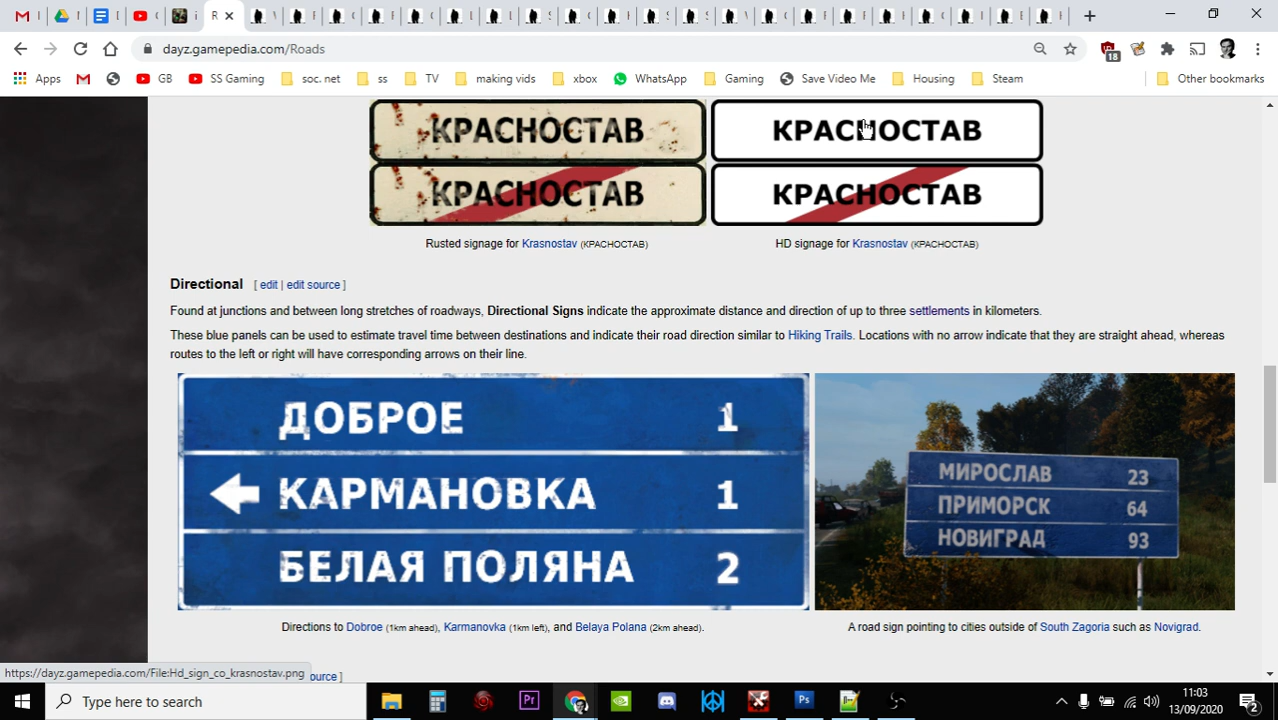 dayz.gamepedia.com/Roads
18
Apps
GB
SS Gaming
soc. net
ss
TV
making vids
xbox
WhatsApp
Gaming
Save Video Me
Housing
Steam
Other bookmarks
КРАСНОСТАВ
КРАСНОСТАВ
КРАСНОСТАВ
КРАСНОСТАВ
Rusted signage for Krasnostav (КРАСНОСТАВ)
HD signage for Krasnostav (КРАСНОСТАВ)
Directional [ edit | edit source ]
Found at junctions and between long stretches of roadways, Directional Signs indicate the approximate distance and direction of up to three settlements in kilometers.
These blue panels can be used to estimate travel time between destinations and indicate their road direction similar to Hiking Trails. Locations with no arrow indicate that they are straight ahead, whereas
routes to the left or right will have corresponding arrows on their line.
ДОБРОЕ 1
КАРМАНОВКА 1
БЕЛАЯ ПОЛЯНА 2
МИРОСЛАВ 23
ПРИМОРСК 64
НОВИГРАД 93
Directions to Dobroe (1km ahead), Karmanovka (1km left), and Belaya Polana (2km ahead).
A road sign pointing to cities outside of South Zagoria such as Novigrad.
https://dayz.gamepedia.com/File:Hd_sign_co_krasnostav.png
ource ]
Type here to search
Pr
Ps
11:03
13/09/2020
2